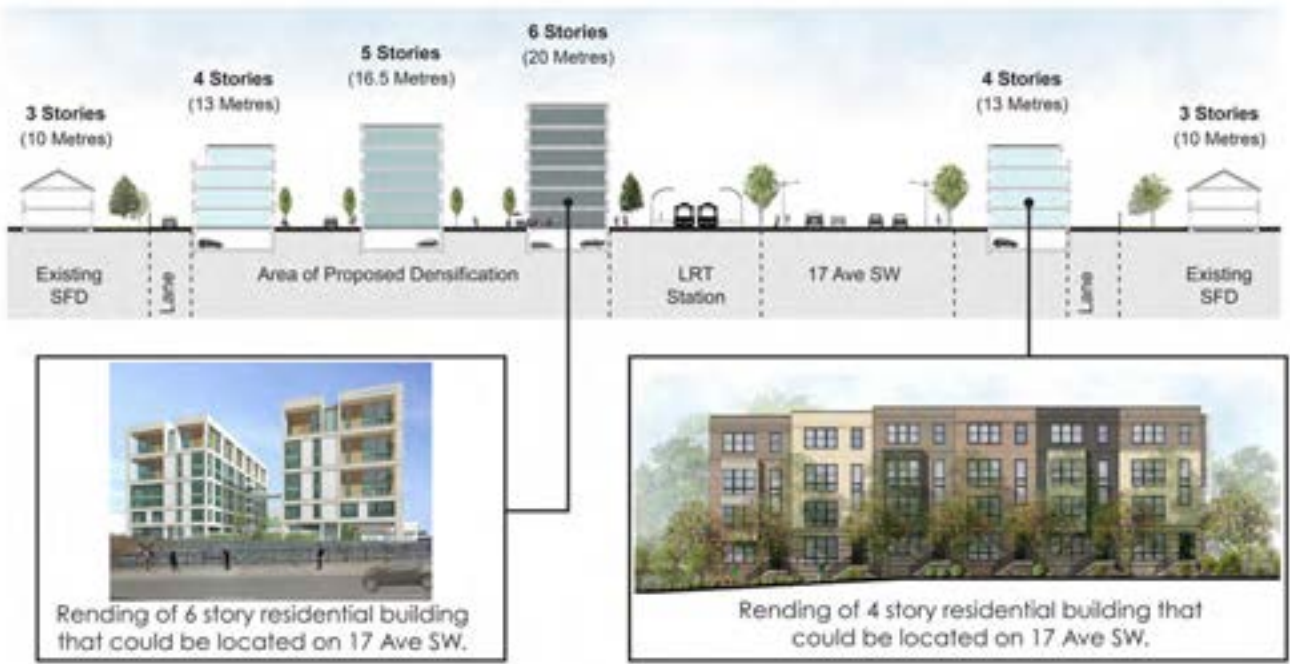 6 Stories
(20 Metres)
5 Stories
(16.5 Metres)
4 Stories
(13 Metres)
4 Stories
(13 Metres)
3 Stories
(10 Metres)
3 Stories
(10 Metres)
Existing
SFD
Lane
Area of Proposed Densification
LRT
Station
17 Ave SW
Lane
Existing
SFD
Rending of 6 story residential building
that could be located on 17 Ave SW.
Rending of 4 story residential building that
could be located on 17 Ave SW.